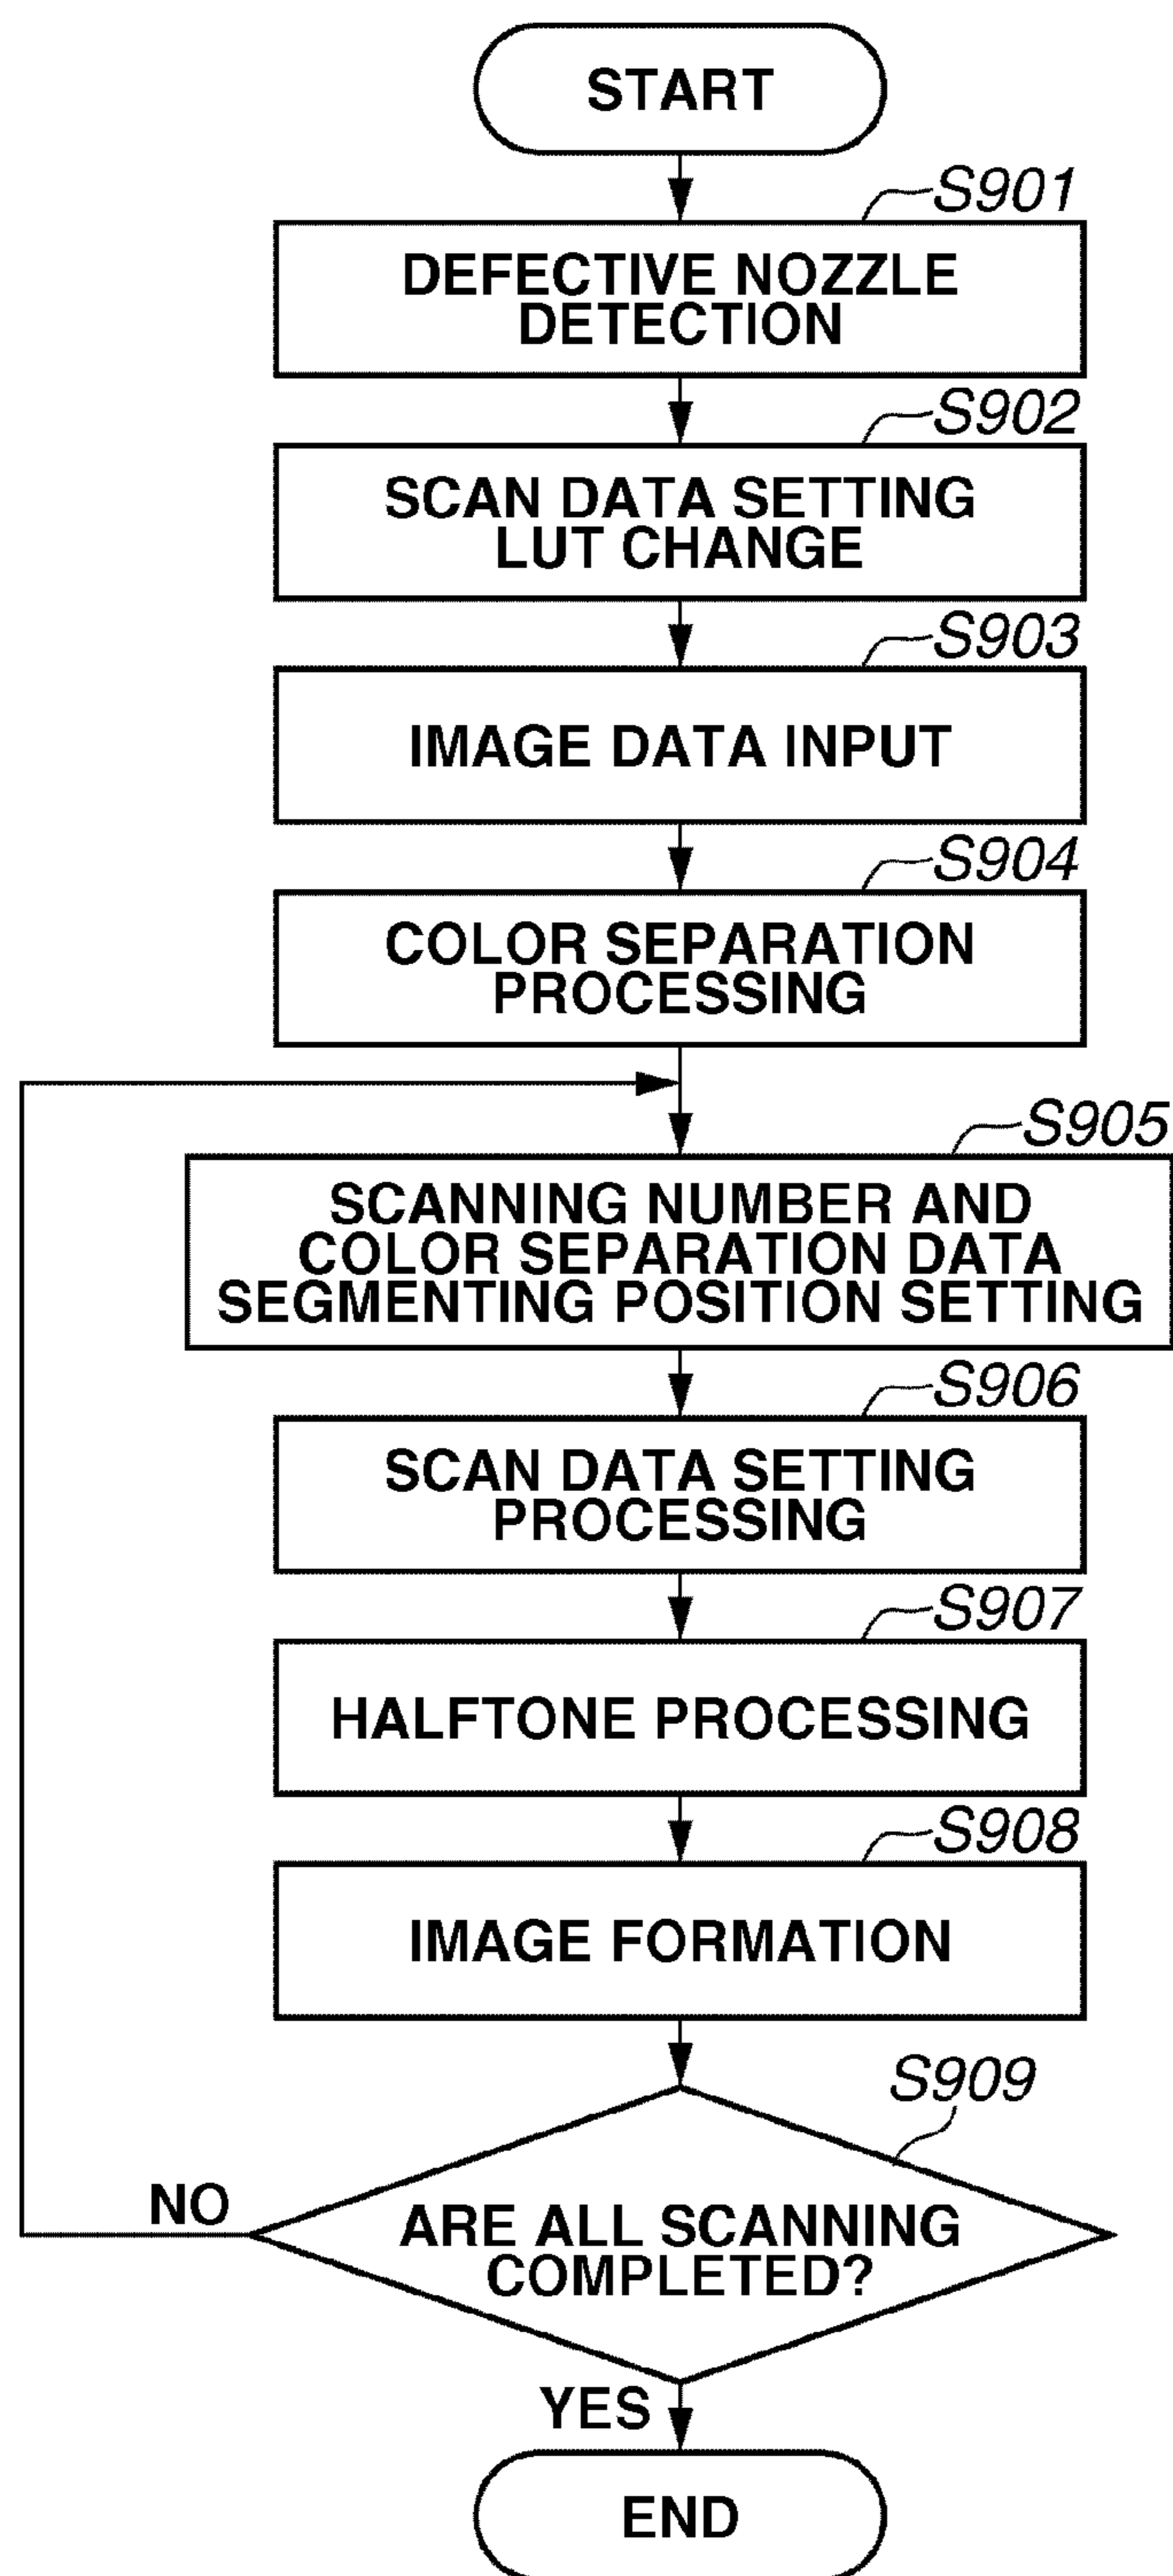 START
S901
DEFECTIVE NOZZLE
DETECTION
S902
SCAN DATA SETTING
LUT CHANGE
S903
IMAGE DATA INPUT
S904
COLOR SEPARATION
PROCESSING
S905
SCANNING NUMBER AND
COLOR SEPARATION DATA
SEGMENTING POSITION SETTING
S906
SCAN DATA SETTING
PROCESSING
S907
HALFTONE PROCESSING
S908
IMAGE FORMATION
S909
NO
ARE ALL SCANNING
COMPLETED?
YES
END